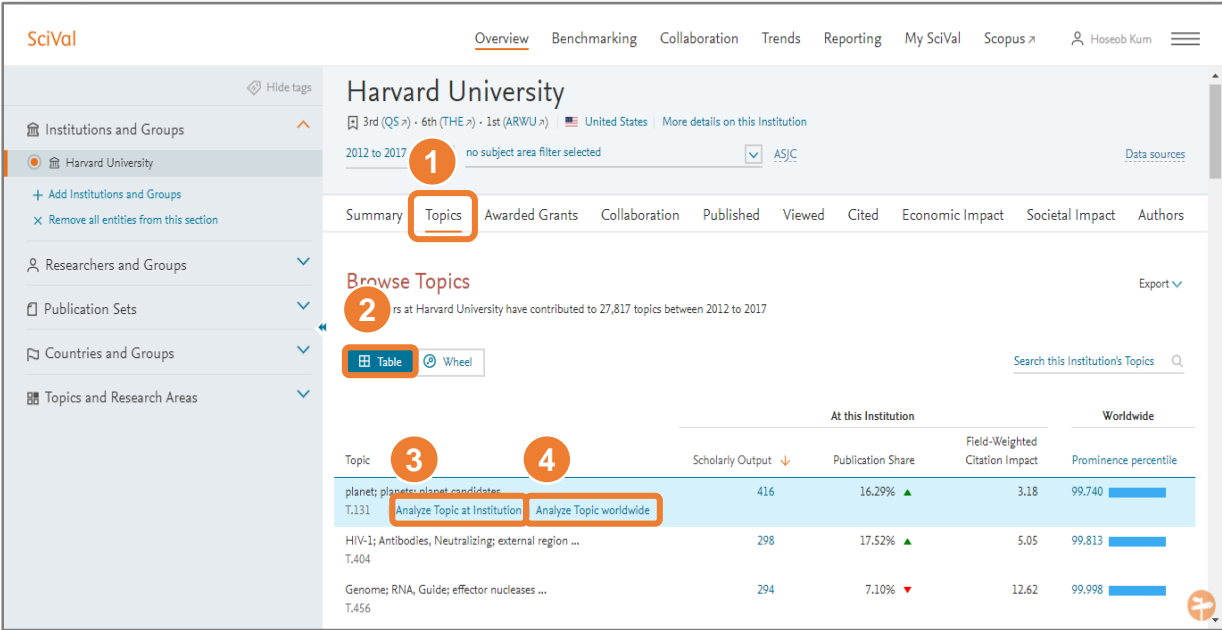 SciVal
Overview Benchmarking Collaboration Trends Reporting My SciVal Scopus Hoseob Kum
Hide tags
Institutions and Groups
Harvard University
+ Add Institutions and Groups
× Remove all entities from this section
Researchers and Groups
Publication Sets
Countries and Groups
Topics and Research Areas
Harvard University
3rd (QS) · 6th (THE) · 1st (ARWU) United States More details on this Institution
2012 to 2017 no subject area filter selected ASJC Data sources
1
Summary Topics Awarded Grants Collaboration Published Viewed Cited Economic Impact Societal Impact Authors
Browse Topics
Export
2
rs at Harvard University have contributed to 27,817 topics between 2012 to 2017
Table Wheel Search this Institution's Topics
At this Institution Worldwide
3 4
Topic Scholarly Output ↓ Publication Share Field-Weighted Citation Impact Prominence percentile
planet; planets; planet candidates 416 16.29% ▲ 3.18 99.740
T.131 Analyze Topic at Institution Analyze Topic worldwide
HIV-1; Antibodies, Neutralizing; external region ... 298 17.52% ▲ 5.05 99.813
T.404
Genome; RNA, Guide; effector nucleases ... 294 7.10% ▼ 12.62 99.998
T.456